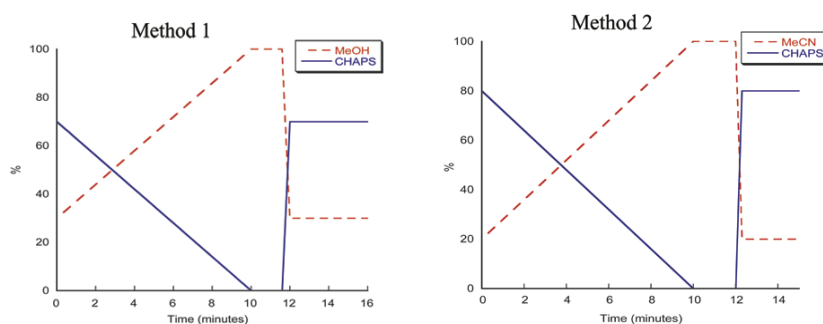 Method 1
MeOH
CHAPS
100
80
60
40
20
0
%
0 2 4 6 8 10 12 14 16
Time (minutes)
Method 2
MeCN
CHAPS
100
80
60
40
20
0
%
0 2 4 6 8 10 12 14
Time (minutes)